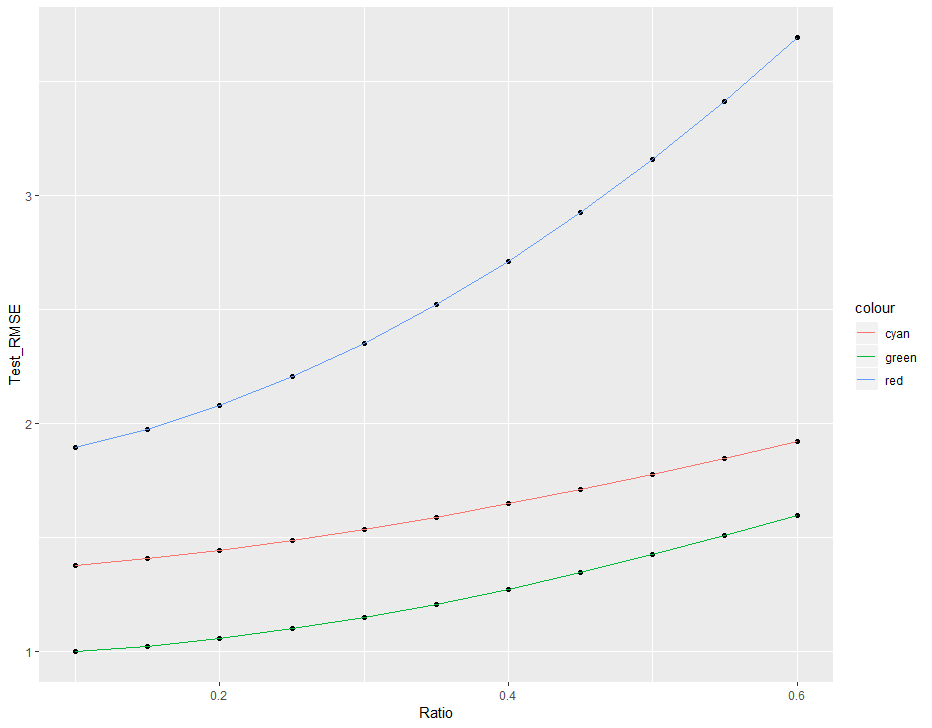 Test_RMSE
3
2
1
0.2
0.4
0.6
Ratio
colour
cyan
green
red